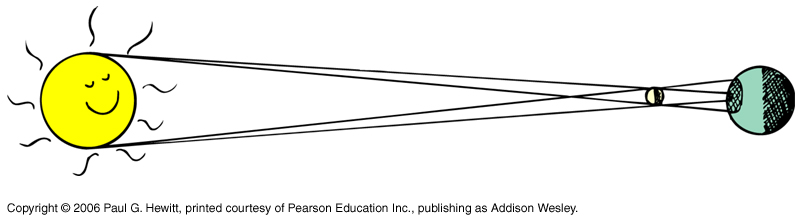 Copyright © 2006 Paul G. Hewitt, printed courtesy of Pearson Education Inc., publishing as Addison Wesley.